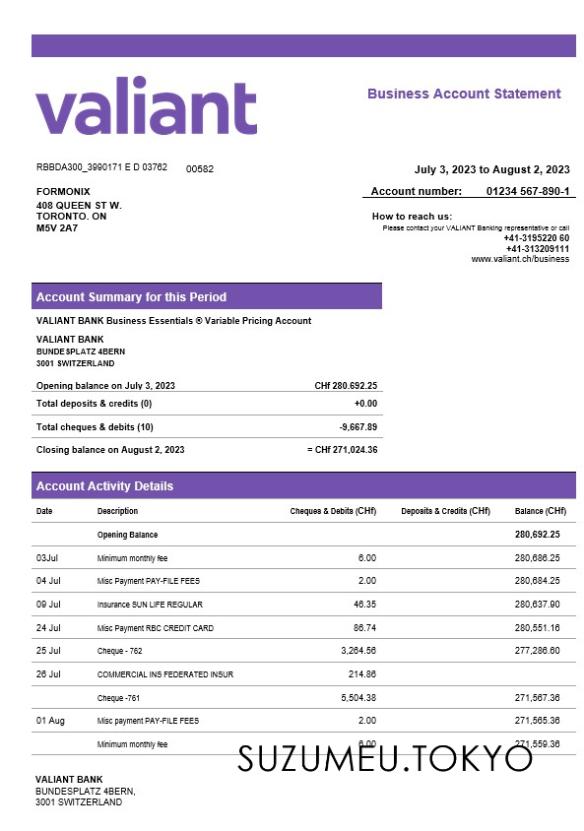 valiant
Business Account Statement
RBBDA300_3990171 E D 03762 00582
July 3, 2023 to August 2, 2023
FORMONIX
Account number: 01234 567-890-1
408 QUEEN ST W.
TORONTO. ON
M5V 2A7
How to reach us:
Please contact your VALIANT Banking representative or call
+41-3195220 60
+41-313209111
www.valiant.ch/business
Account Summary for this Period
VALIANT BANK Business Essentials ® Variable Pricing Account
VALIANT BANK
BUNDESPLATZ 4BERN
3001 SWITZERLAND
Opening balance on July 3, 2023 CHf 280.692.25
Total deposits & credits (0) +0.00
Total cheques & debits (10) -9,667.89
Closing balance on August 2, 2023 = CHf 271,024.36
Account Activity Details
Date Description Cheques & Debits (CHf) Deposits & Credits (CHf) Balance (CHf)
Opening Balance 280,692.25
03Jul Minimum monthly fee 6.00 280,686.25
04 Jul Misc Payment PAY-FILE FEES 2.00 280,684.25
09 Jul Insurance SUN LIFE REGULAR 46.35 280,637.90
24 Jul Misc Payment RBC CREDIT CARD 86.74 280,551.16
25 Jul Cheque - 762 3,264.56 277,286.60
26 Jul COMMERCIAL INS FEDERATED INSUR 214.86
Cheque -761 5,504.38 271,567.36
01 Aug Misc payment PAY-FILE FEES 2.00 271,565.36
Minimum monthly fee 6.00 271,559.36
SUZUMEU.TOKYO
VALIANT BANK
BUNDESPLATZ 4BERN,
3001 SWITZERLAND